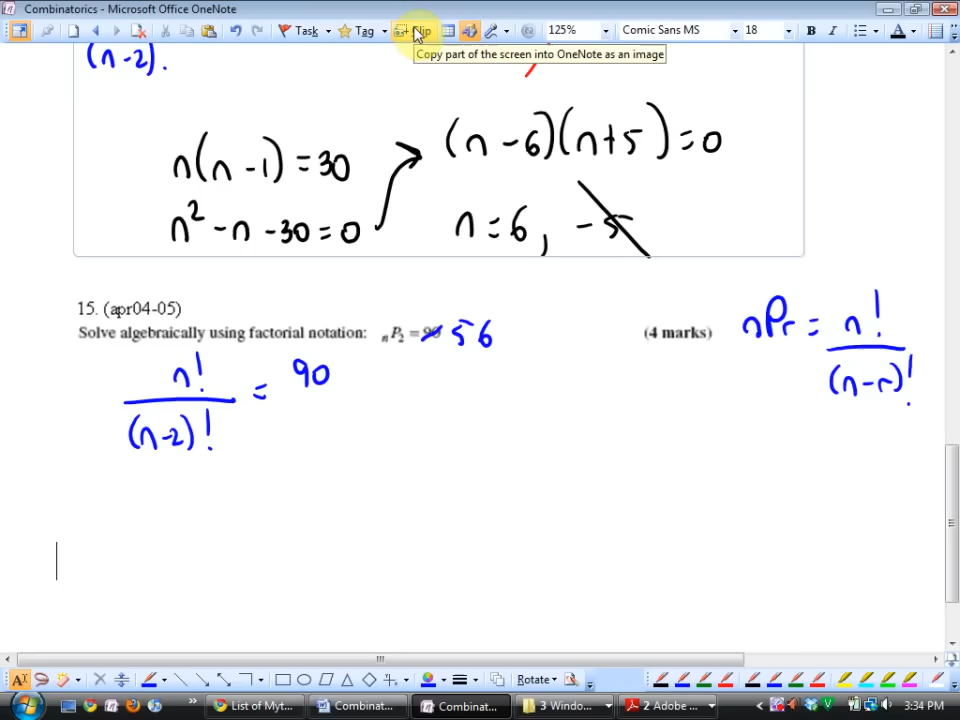 Combinatorics - Microsoft Office OneNote
Task Tag Clip 125% Comic Sans MS 18 B I A
Copy part of the screen into OneNote as an image
(n-2).
n(n-1)=30
n²-n-30=0
(n-6)(n+5)=0
n=6, -5
15. (apr04-05)
Solve algebraically using factorial notation: nP₂ = 90 56 (4 marks)
n! / (n-2)! = 90
nPr = n! / (n-r)!
Rotate
List of Myt... Combinat... Combinat... 3 Windo... 2 Adobe ... 3:34 PM